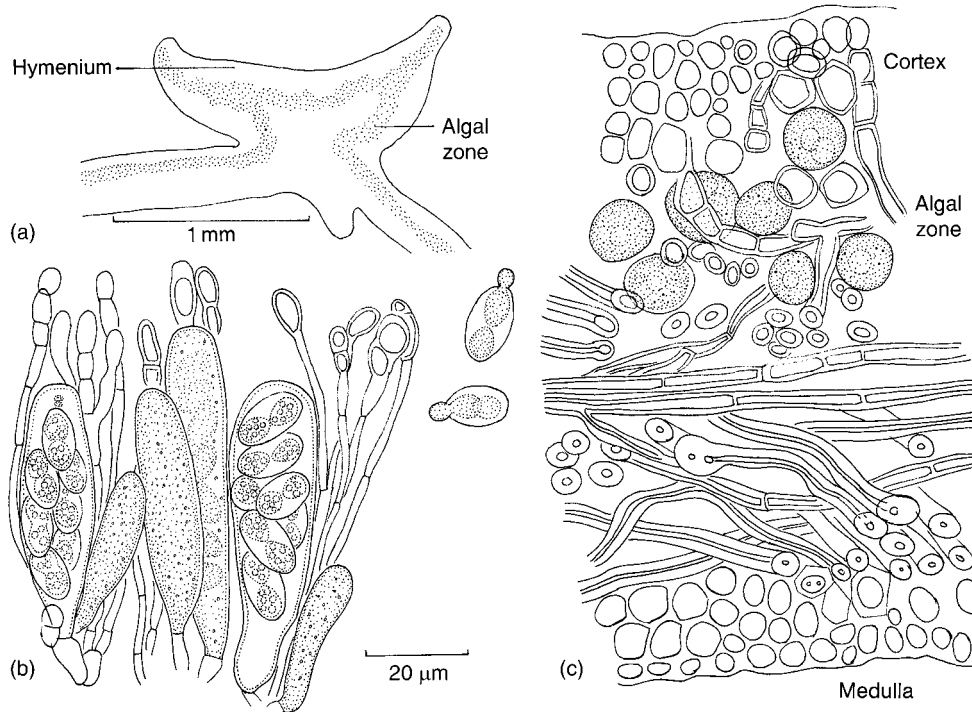 Hymenium
Algal
zone
(a)
1 mm
(b)
20 μm
Cortex
Algal
zone
(c)
Medulla